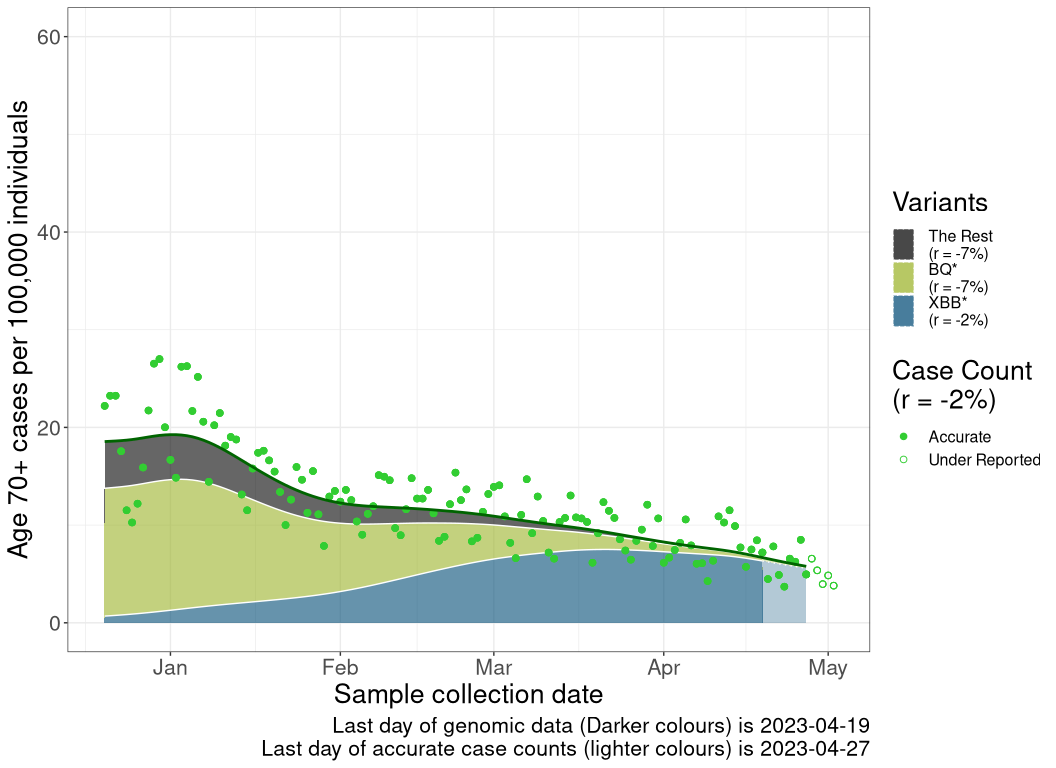 Age 70+ cases per 100,000 individuals
60
40
20
0
Jan
Feb
Mar
Apr
May
Sample collection date
Last day of genomic data (Darker colours) is 2023-04-19
Last day of accurate case counts (lighter colours) is 2023-04-27
Variants
The Rest
(r = -7%)
BQ*
(r = -7%)
XBB*
(r = -2%)
Case Count
(r = -2%)
Accurate
Under Reported